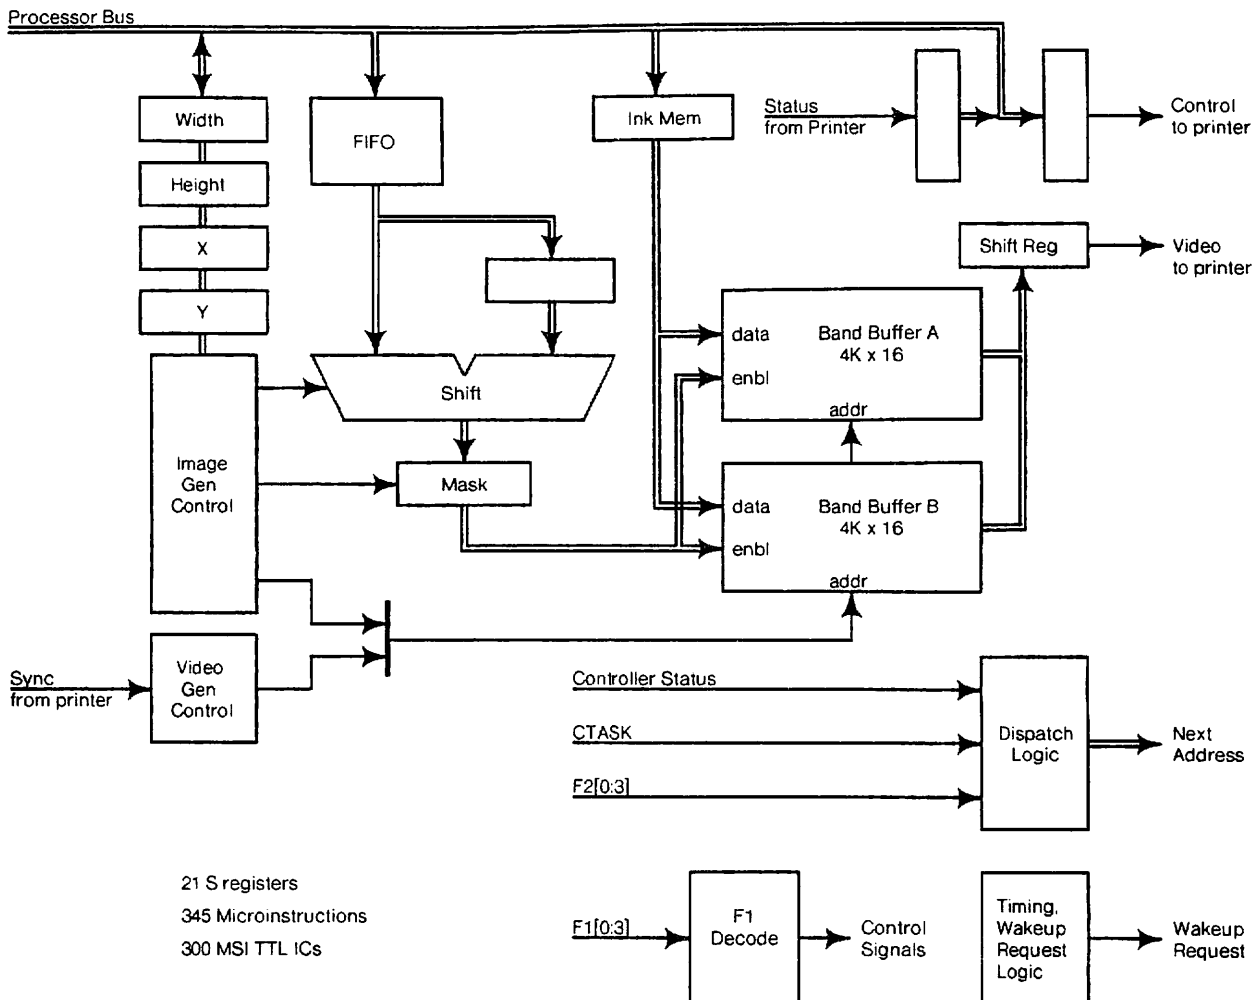 Processor Bus
Width
FIFO
Ink Mem
Status
from Printer
Control
to printer
Height
X
Y
Shift Reg
Video
to printer
Band Buffer A
4K x 16
data
enbl
addr
Shift
Image
Gen
Control
Mask
Band Buffer B
4K x 16
data
enbl
addr
Sync
from printer
Video
Gen
Control
Controller Status
CTASK
F2[0:3]
Dispatch
Logic
Next
Address
21 S registers
345 Microinstructions
300 MSI TTL ICs
F1[0:3]
F1
Decode
Control
Signals
Timing,
Wakeup
Request
Logic
Wakeup
Request